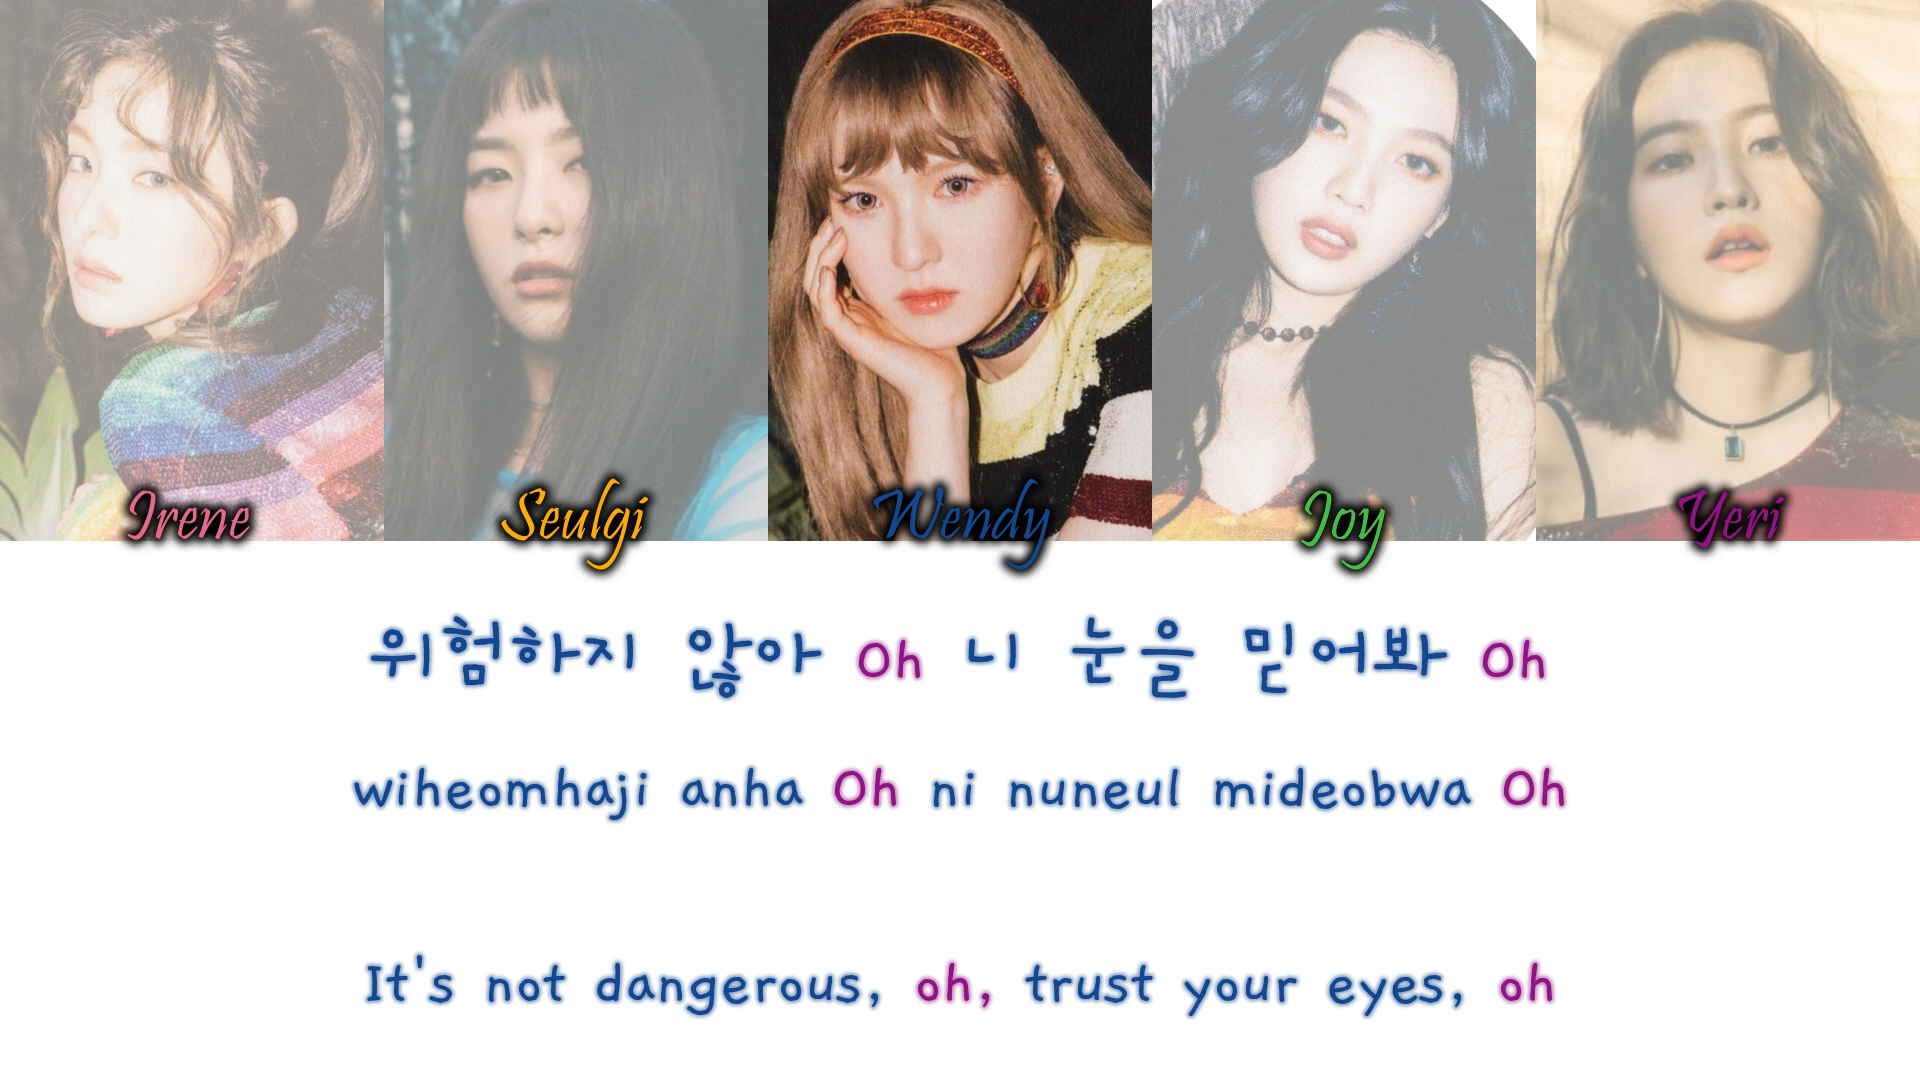 Irene Seulgi Wendy Joy Yeri
위험하지 않아 Oh 니 눈을 믿어봐 Oh
wiheomhaji anha Oh ni nuneul mideobwa Oh
It's not dangerous, oh, trust your eyes, oh